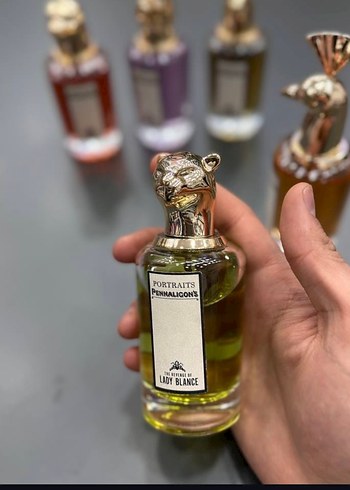 PORTRAITS
PENHALIGON'S
THE REVENGE OF
LADY BLANCE